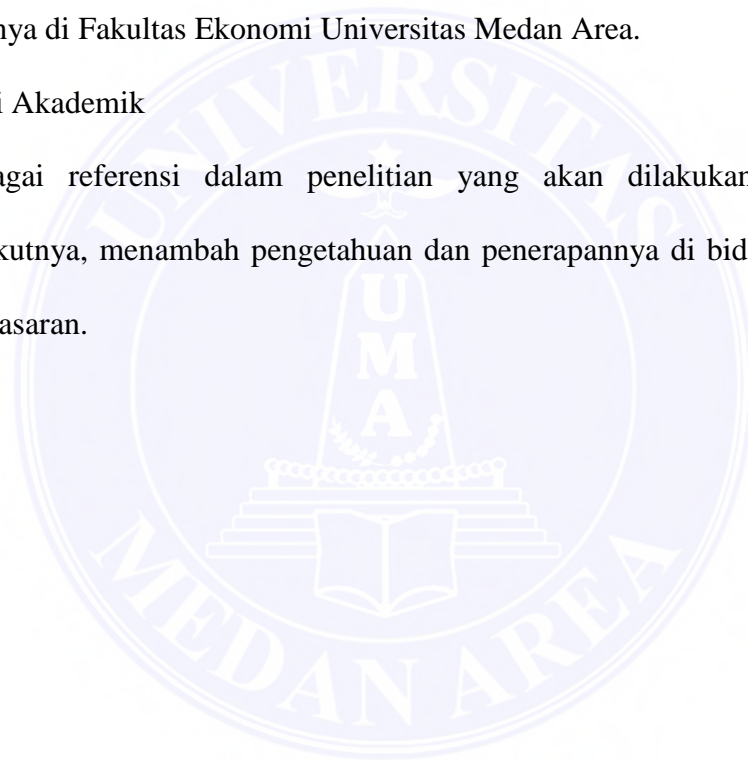 nya di Fakultas Ekonomi Universitas Medan Area.
i Akademik
agai referensi dalam penelitian yang akan dilakukan
kutnya, menambah pengetahuan dan penerapannya di bid
asaran.
UNIVERSITAS
U
M
A
MEDAN AREA